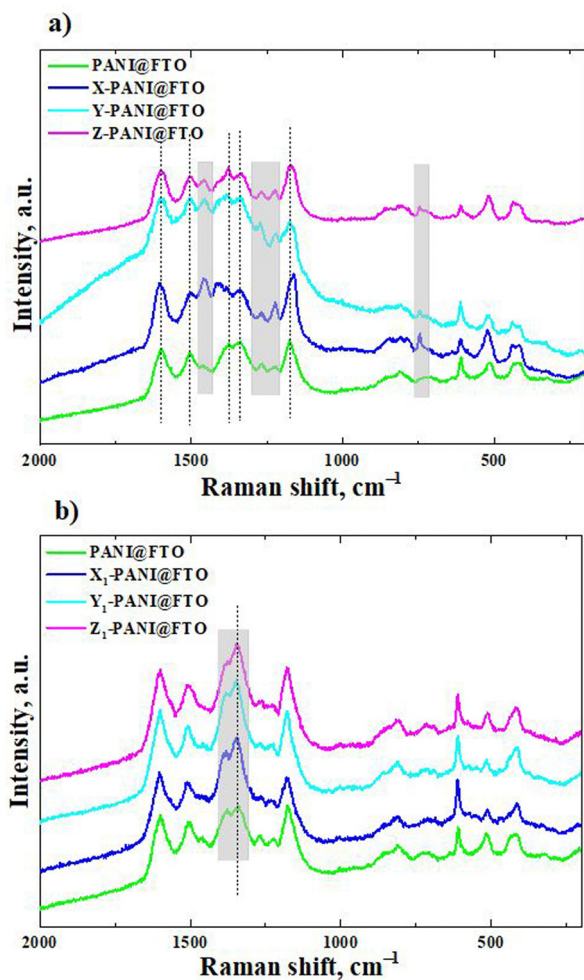 a)
PANI@FTO
X-PANI@FTO
Y-PANI@FTO
Z-PANI@FTO
Intensity, a.u.
2000 1500 1000 500
Raman shift, cm⁻¹
b)
PANI@FTO
X₁-PANI@FTO
Y₁-PANI@FTO
Z₁-PANI@FTO
Intensity, a.u.
2000 1500 1000 500
Raman shift, cm⁻¹